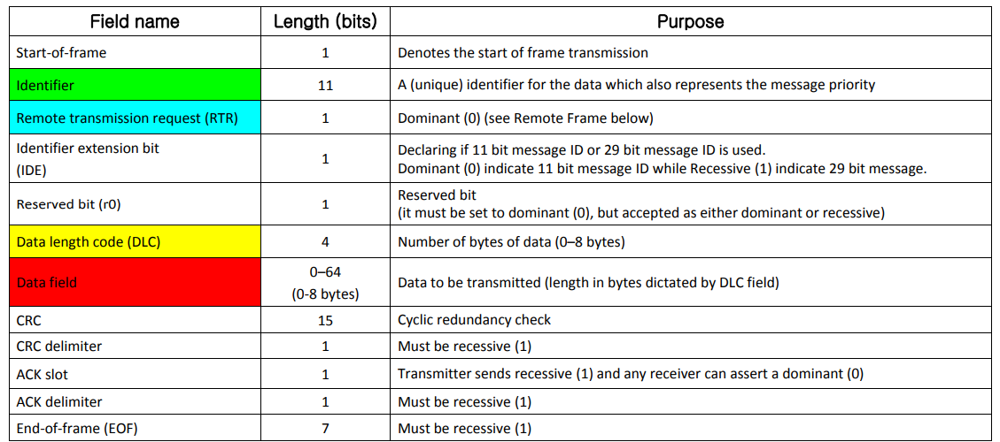 Field name Length (bits) Purpose
Start-of-frame 1 Denotes the start of frame transmission
Identifier 11 A (unique) identifier for the data which also represents the message priority
Remote transmission request (RTR) 1 Dominant (0) (see Remote Frame below)
Identifier extension bit
(IDE)
1
Declaring if 11 bit message ID or 29 bit message ID is used.
Dominant (0) indicate 11 bit message ID while Recessive (1) indicate 29 bit message.
Reserved bit (r0)
1
Reserved bit
(it must be set to dominant (0), but accepted as either dominant or recessive)
Data length code (DLC) 4 Number of bytes of data (0–8 bytes)
Data field
0–64
(0-8 bytes)
Data to be transmitted (length in bytes dictated by DLC field)
CRC 15 Cyclic redundancy check
CRC delimiter 1 Must be recessive (1)
ACK slot 1 Transmitter sends recessive (1) and any receiver can assert a dominant (0)
ACK delimiter 1 Must be recessive (1)
End-of-frame (EOF) 7 Must be recessive (1)